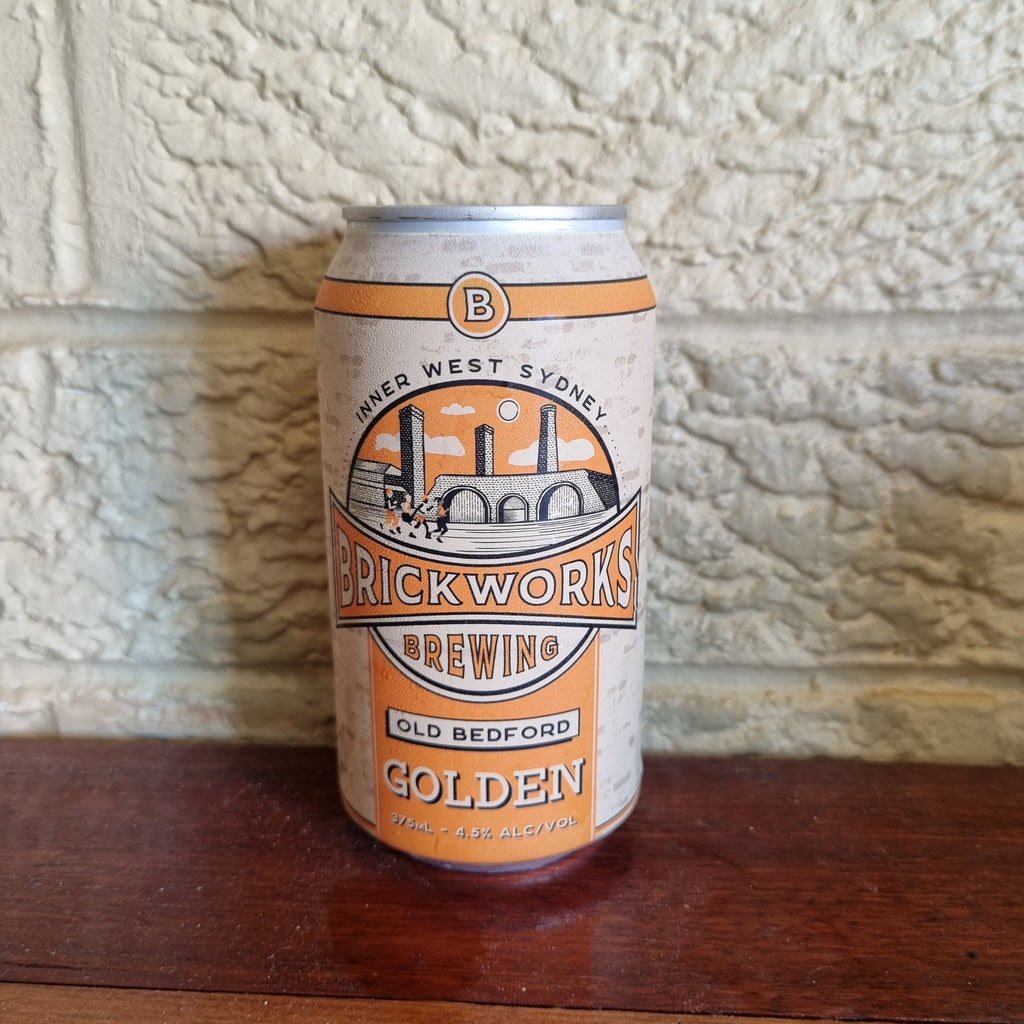 B
INNER WEST SYDNEY
BRICKWORKS
BREWING
OLD BEDFORD
GOLDEN
375mL - 4.5% ALC/VOL